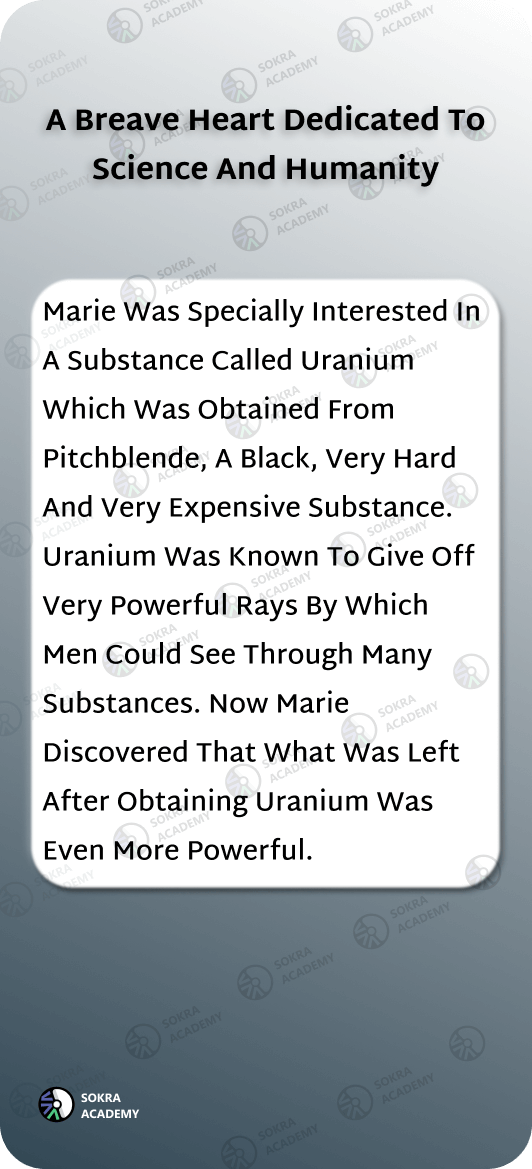 A Breave Heart Dedicated To
Science And Humanity
Marie Was Specially Interested In
A Substance Called Uranium
Which Was Obtained From
Pitchblende, A Black, Very Hard
And Very Expensive Substance.
Uranium Was Known To Give Off
Very Powerful Rays By Which
Men Could See Through Many
Substances. Now Marie
Discovered That What Was Left
After Obtaining Uranium Was
Even More Powerful.
SOKRA
ACADEMY